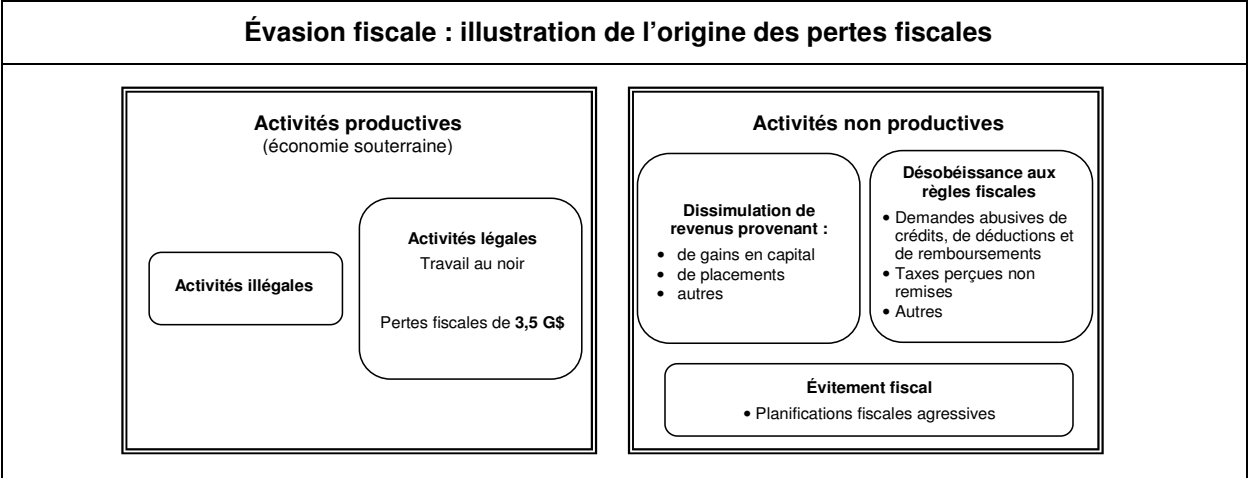 Évasion fiscale : illustration de l’origine des pertes fiscales
Activités productives
(économie souterraine)
Activités illégales
Activités légales
Travail au noir
Pertes fiscales de 3,5 G$
Activités non productives
Dissimulation de
revenus provenant :
• de gains en capital
• de placements
• autres
Désobéissance aux
règles fiscales
• Demandes abusives de
crédits, de déductions et
de remboursements
• Taxes perçues non
remises
• Autres
Évitement fiscal
• Planifications fiscales agressives